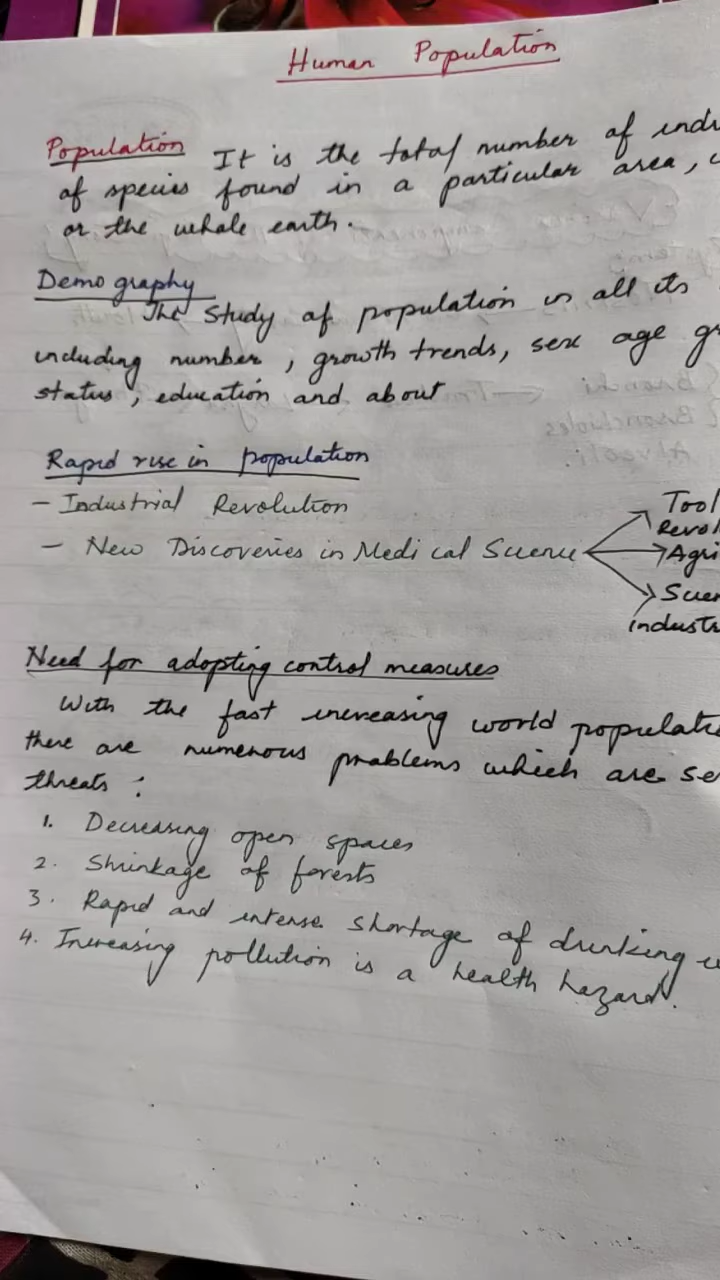 Human Population
Population It is the total number of indi
of species found in a particular area,
or the whole earth.
Demography
The Study of population in all its
including number, growth trends, sex age gr
status, education and about
Rapid rise in population
- Industrial Revolution
- New Discoveries in Medical Science
Tool
Revol
Agri
Scien
industr
Need for adopting control measures
With the fast increasing world populati
there are numerous problems which are se
threats :
1. Decreasing open spaces
2. Shrinkage of forests
3. Rapid and intense shortage of drinking
4. Increasing pollution is a health hazard.